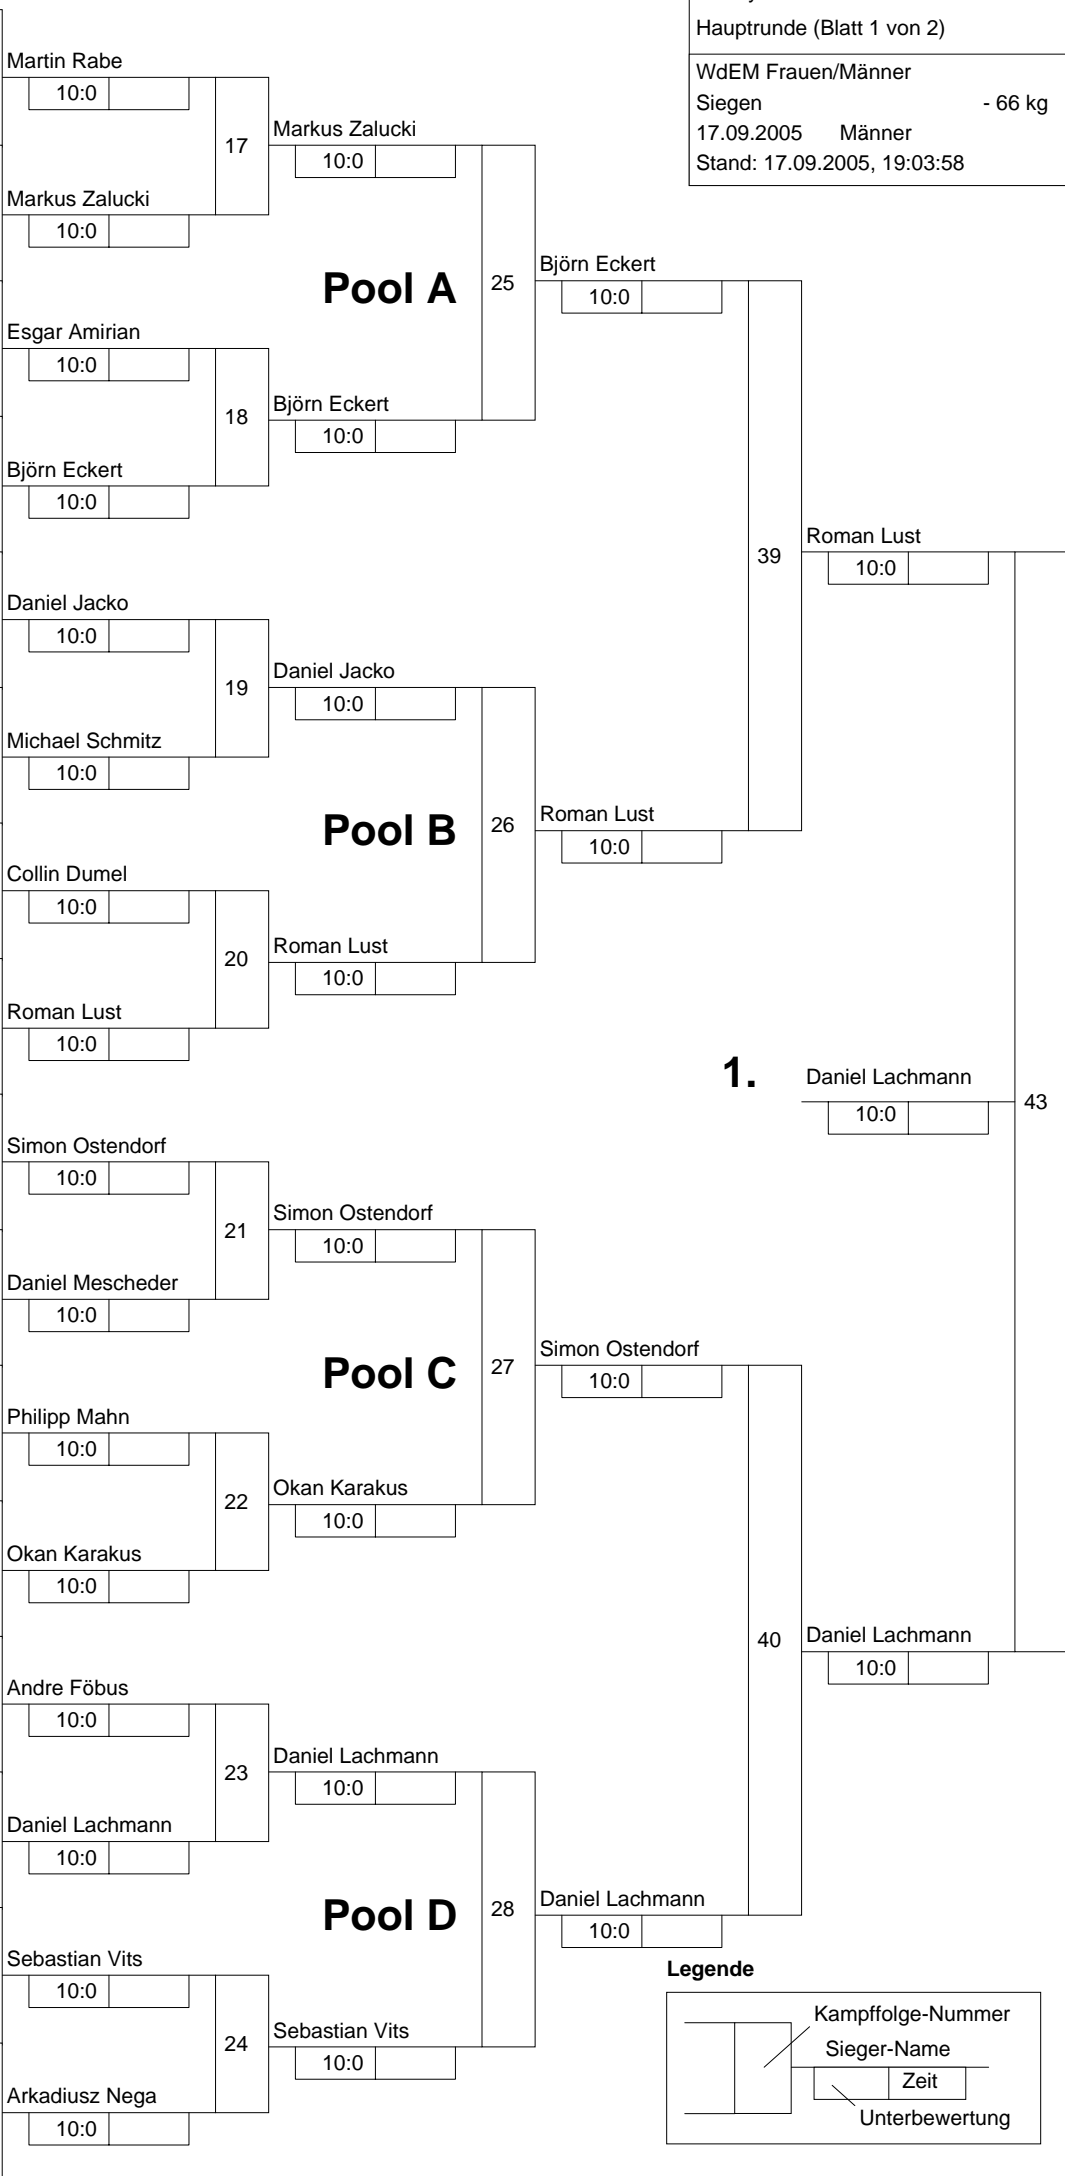 Hauptrunde (Blatt 1 von 2)
WdEM Frauen/Männer
Siegen - 66 kg
17.09.2005 Männer
Stand: 17.09.2005, 19:03:58
Martin Rabe
10:0
17
Markus Zalucki
10:0
Markus Zalucki
10:0
Pool A
25
Björn Eckert
10:0
Esgar Amirian
10:0
18
Björn Eckert
10:0
Björn Eckert
10:0
39
Roman Lust
10:0
Daniel Jacko
10:0
19
Daniel Jacko
10:0
Michael Schmitz
10:0
Pool B
26
Roman Lust
10:0
Collin Dumel
10:0
20
Roman Lust
10:0
Roman Lust
10:0
1.
Daniel Lachmann
10:0
43
Simon Ostendorf
10:0
21
Simon Ostendorf
10:0
Daniel Mescheder
10:0
Pool C
27
Simon Ostendorf
10:0
Philipp Mahn
10:0
22
Okan Karakus
10:0
Okan Karakus
10:0
40
Daniel Lachmann
10:0
Andre Föbus
10:0
23
Daniel Lachmann
10:0
Daniel Lachmann
10:0
Pool D
28
Daniel Lachmann
10:0
Sebastian Vits
10:0
24
Sebastian Vits
10:0
Arkadiusz Nega
10:0
Legende
Kampffolge-Nummer
Sieger-Name
Zeit
Unterbewertung